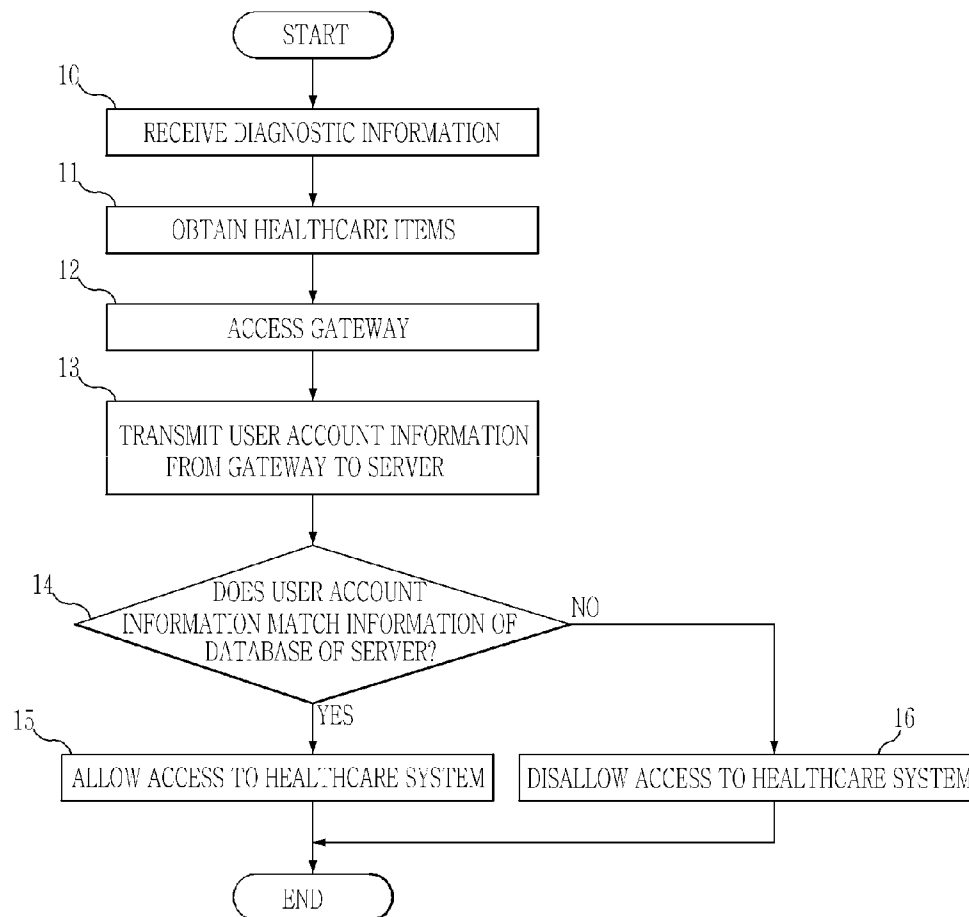 START
10
RECEIVE DIAGNOSTIC INFORMATION
11
OBTAIN HEALTHCARE ITEMS
12
ACCESS GATEWAY
13
TRANSMIT USER ACCOUNT INFORMATION
FROM GATEWAY TO SERVER
14
DOES USER ACCOUNT
INFORMATION MATCH INFORMATION OF
DATABASE OF SERVER?
NO
YES
15
ALLOW ACCESS TO HEALTHCARE SYSTEM
16
DISALLOW ACCESS TO HEALTHCARE SYSTEM
END